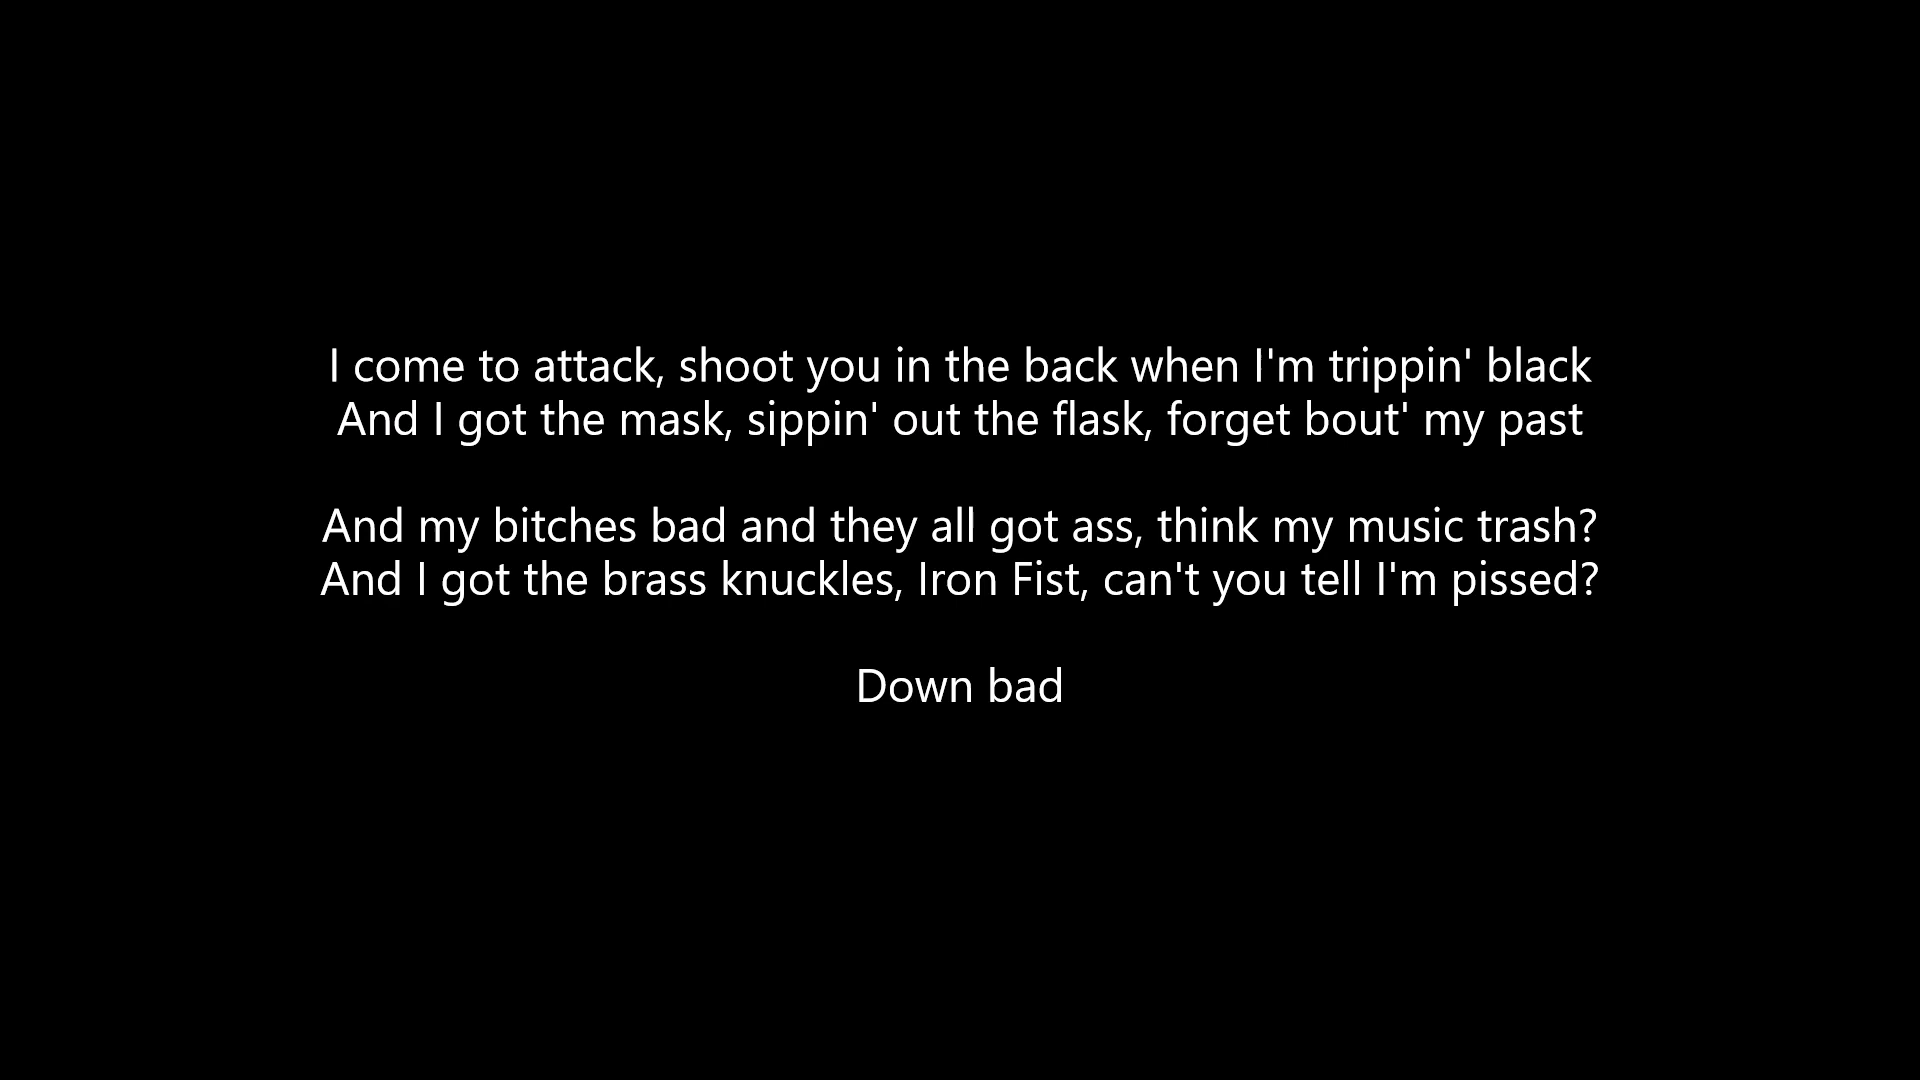 I come to attack, shoot you in the back when I'm trippin' black
And I got the mask, sippin' out the flask, forget bout' my past
And my bitches bad and they all got ass, think my music trash?
And I got the brass knuckles, Iron Fist, can't you tell I'm pissed?
Down bad